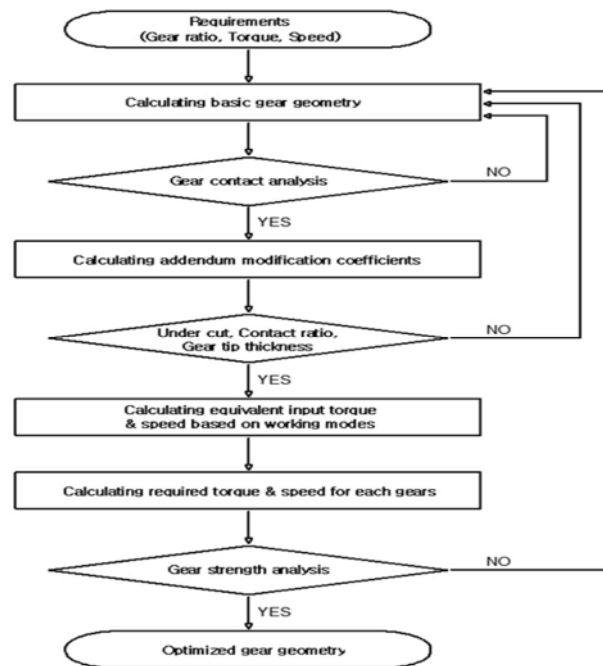 Requirements
(Gear ratio, Torque, Speed)
Calculating basic gear geometry
Gear contact analysis
NO
YES
Calculating addendum modification coefficients
Under cut, Contact ratio,
Gear tip thickness
NO
YES
Calculating equivalent input torque
& speed based on working modes
Calculating required torque & speed for each gears
Gear strength analysis
NO
YES
Optimized gear geometry